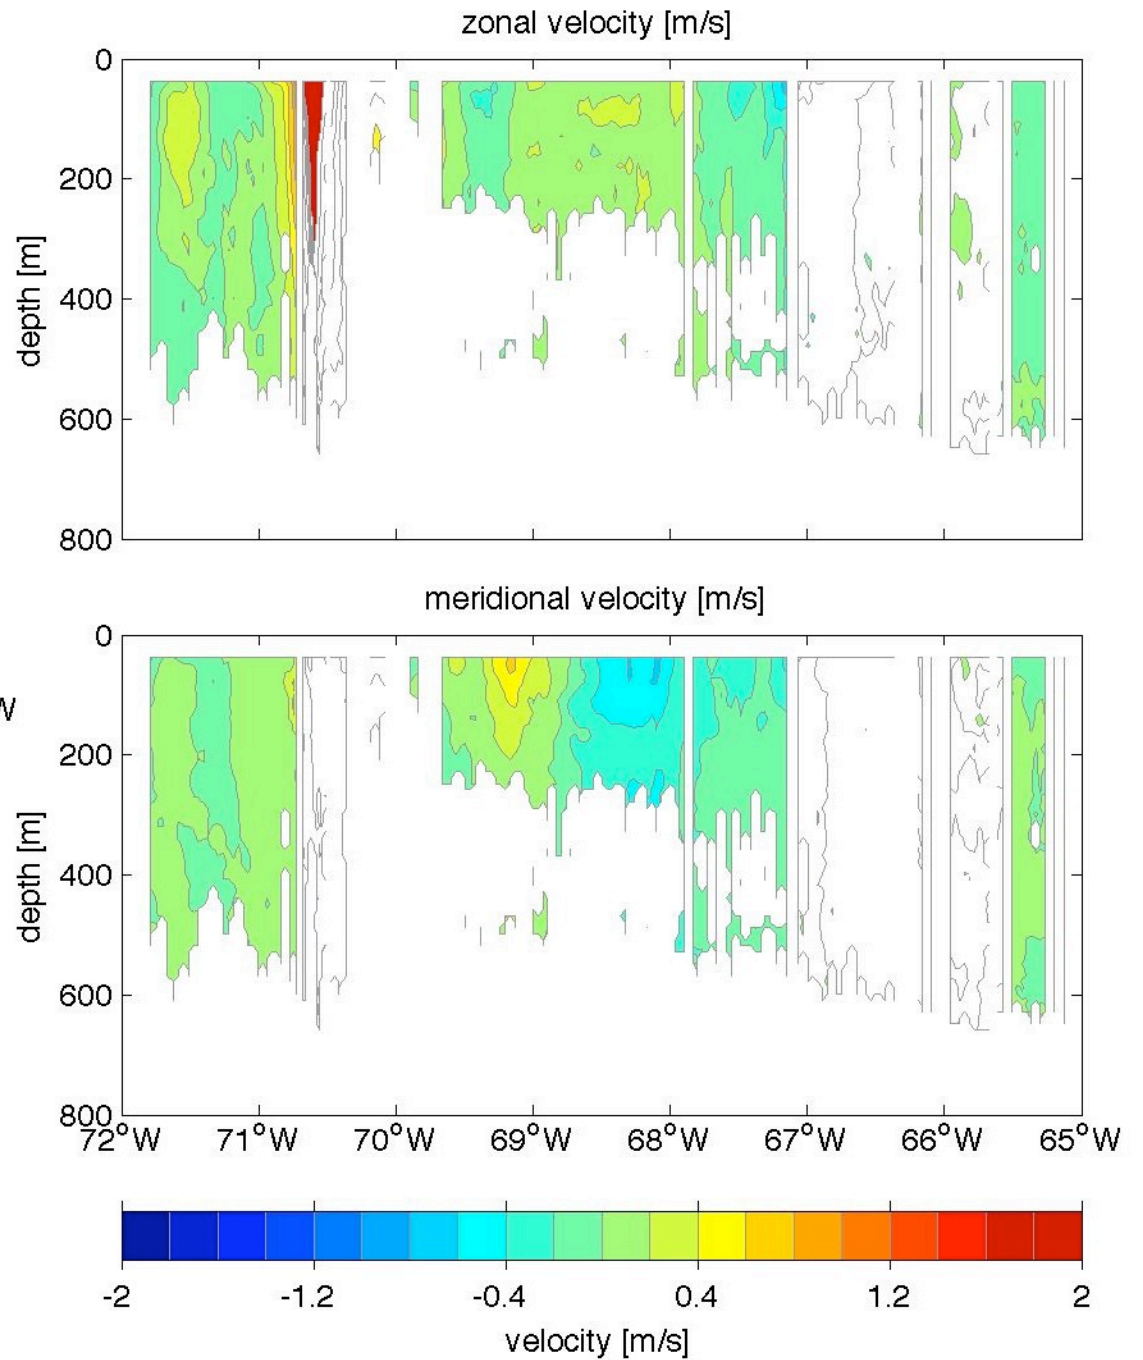 zonal velocity [m/s]
0
200
400
600
800
depth [m]
meridional velocity [m/s]
0
W
200
400
600
800
depth [m]
72°W 71°W 70°W 69°W 68°W 67°W 66°W 65°W
-2 -1.2 -0.4 0.4 1.2 2
velocity [m/s]